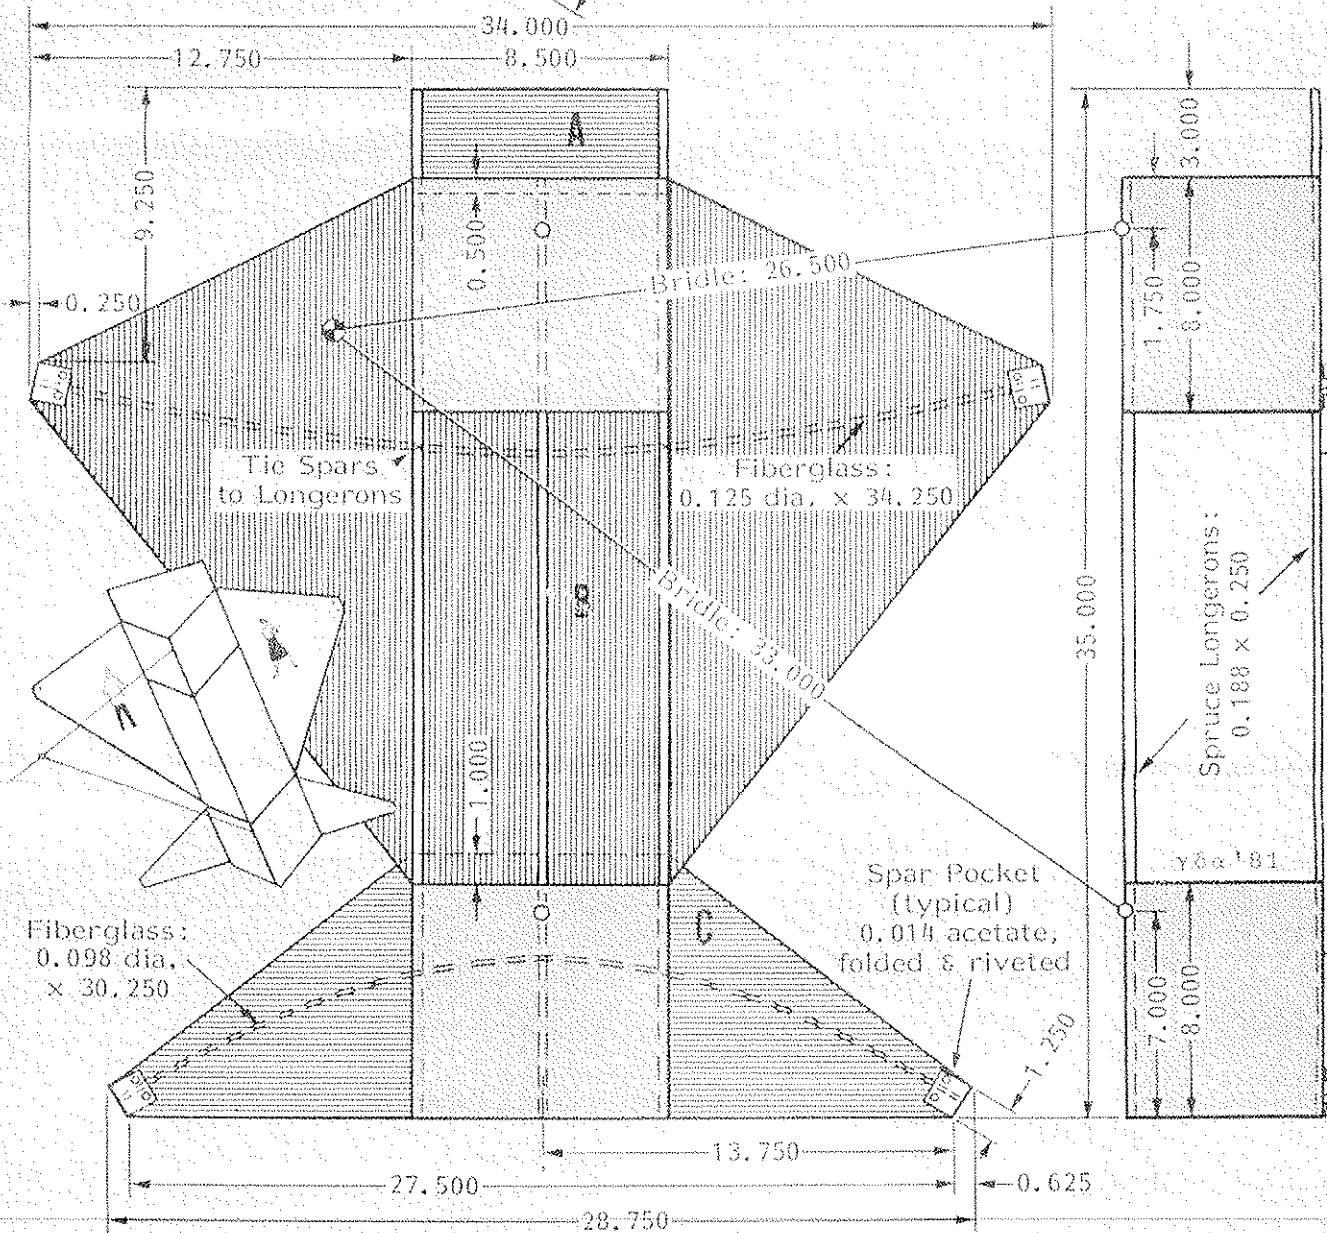 34.000
12.750
8.500
3.000
A
9.250
0.500
Bridle: 26.500
1.750
8.000
0.250
Tie Spars
to Longerons
Fiberglass:
0.125 dia. x 34.250
B
Bridle: 33.000
35.000
Spruce Longerons:
0.188 x 0.250
1.000
γδα '81
Spar Pocket
(typical)
0.014 acetate,
folded & riveted
C
Fiberglass:
0.098 dia.
x 30.250
7.000
8.000
1.250
13.750
27.500
0.625
28.750